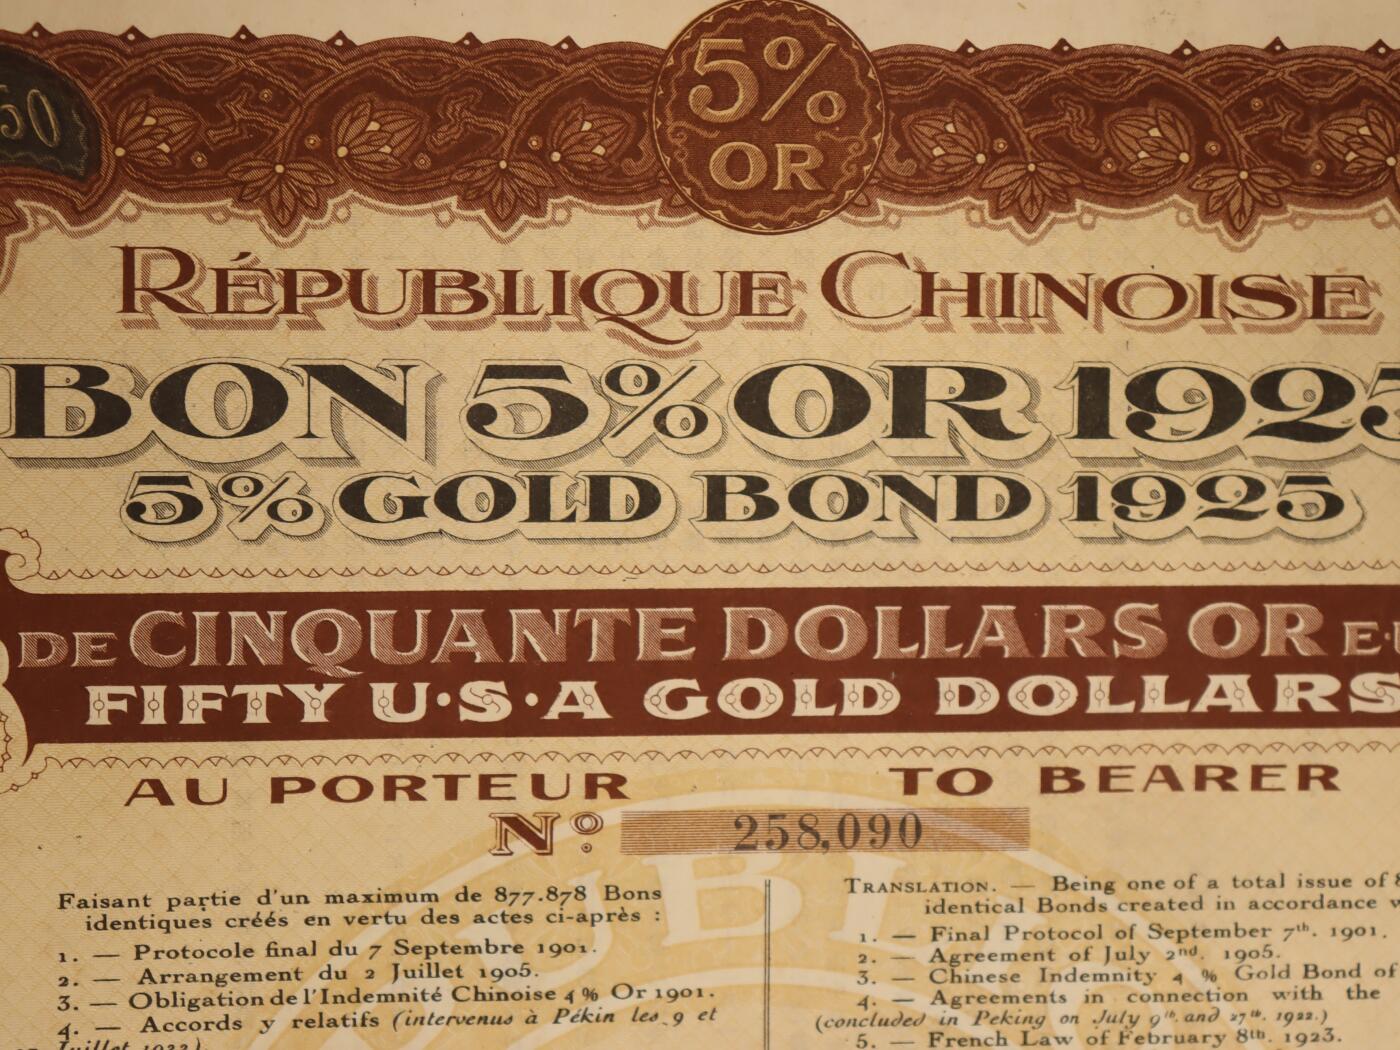 50
5%
OR
RÉPUBLIQUE CHINOISE
BON 5% OR 1925
5% GOLD BOND 1925
DE CINQUANTE DOLLARS OR
FIFTY U·S·A GOLD DOLLARS
AU PORTEUR
TO BEARER
Nº 258,090
Faisant partie d'un maximum de 877.878 Bons
identiques créés en vertu des actes ci-après :
1. — Protocole final du 7 Septembre 1901.
2. — Arrangement du 2 Juillet 1905.
3. — Obligation de l'Indemnité Chinoise 4 % Or 1901.
4. — Accords y relatifs (intervenus à Pékin les 9 et
Juillet 1922).
TRANSLATION. — Being one of a total issue of
identical Bonds created in accordance
1. — Final Protocol of September 7th. 1901.
2. — Agreement of July 2nd. 1905.
3. — Chinese Indemnity 4 % Gold Bond of
4. — Agreements in connection with the
(concluded in Peking on July 9th. and 27th. 1922.)
5. — French Law of February 8th. 1923.